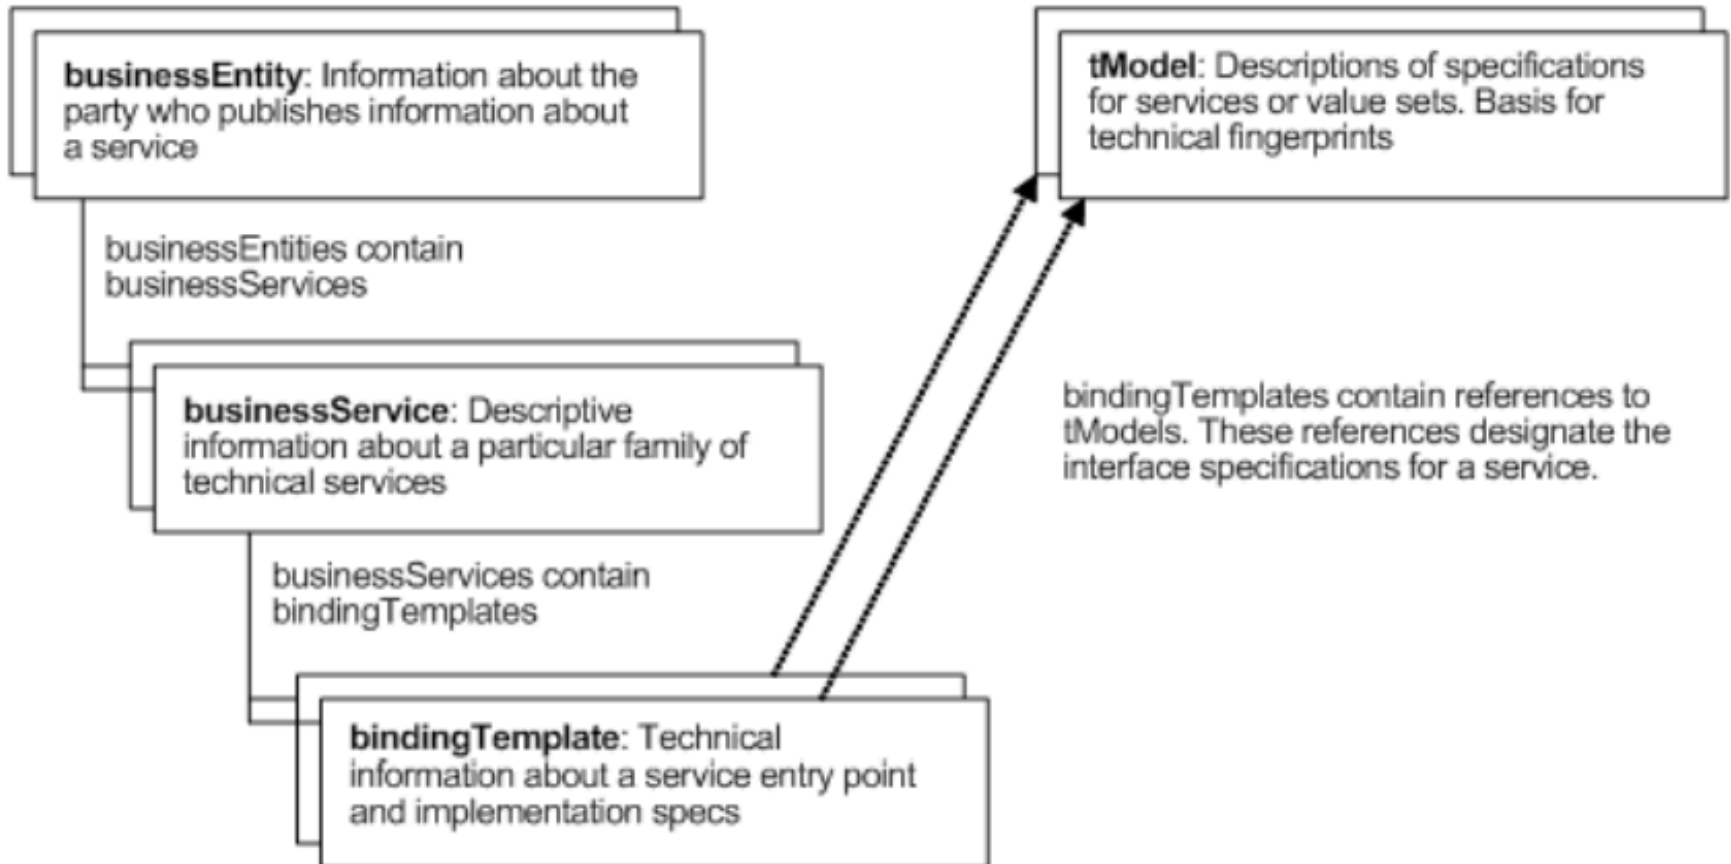 businessEntity: Information about the
party who publishes information about
a service
tModel: Descriptions of specifications
for services or value sets. Basis for
technical fingerprints
businessEntities contain
businessServices
businessService: Descriptive
information about a particular family of
technical services
bindingTemplates contain references to
tModels. These references designate the
interface specifications for a service.
businessServices contain
bindingTemplates
bindingTemplate: Technical
information about a service entry point
and implementation specs